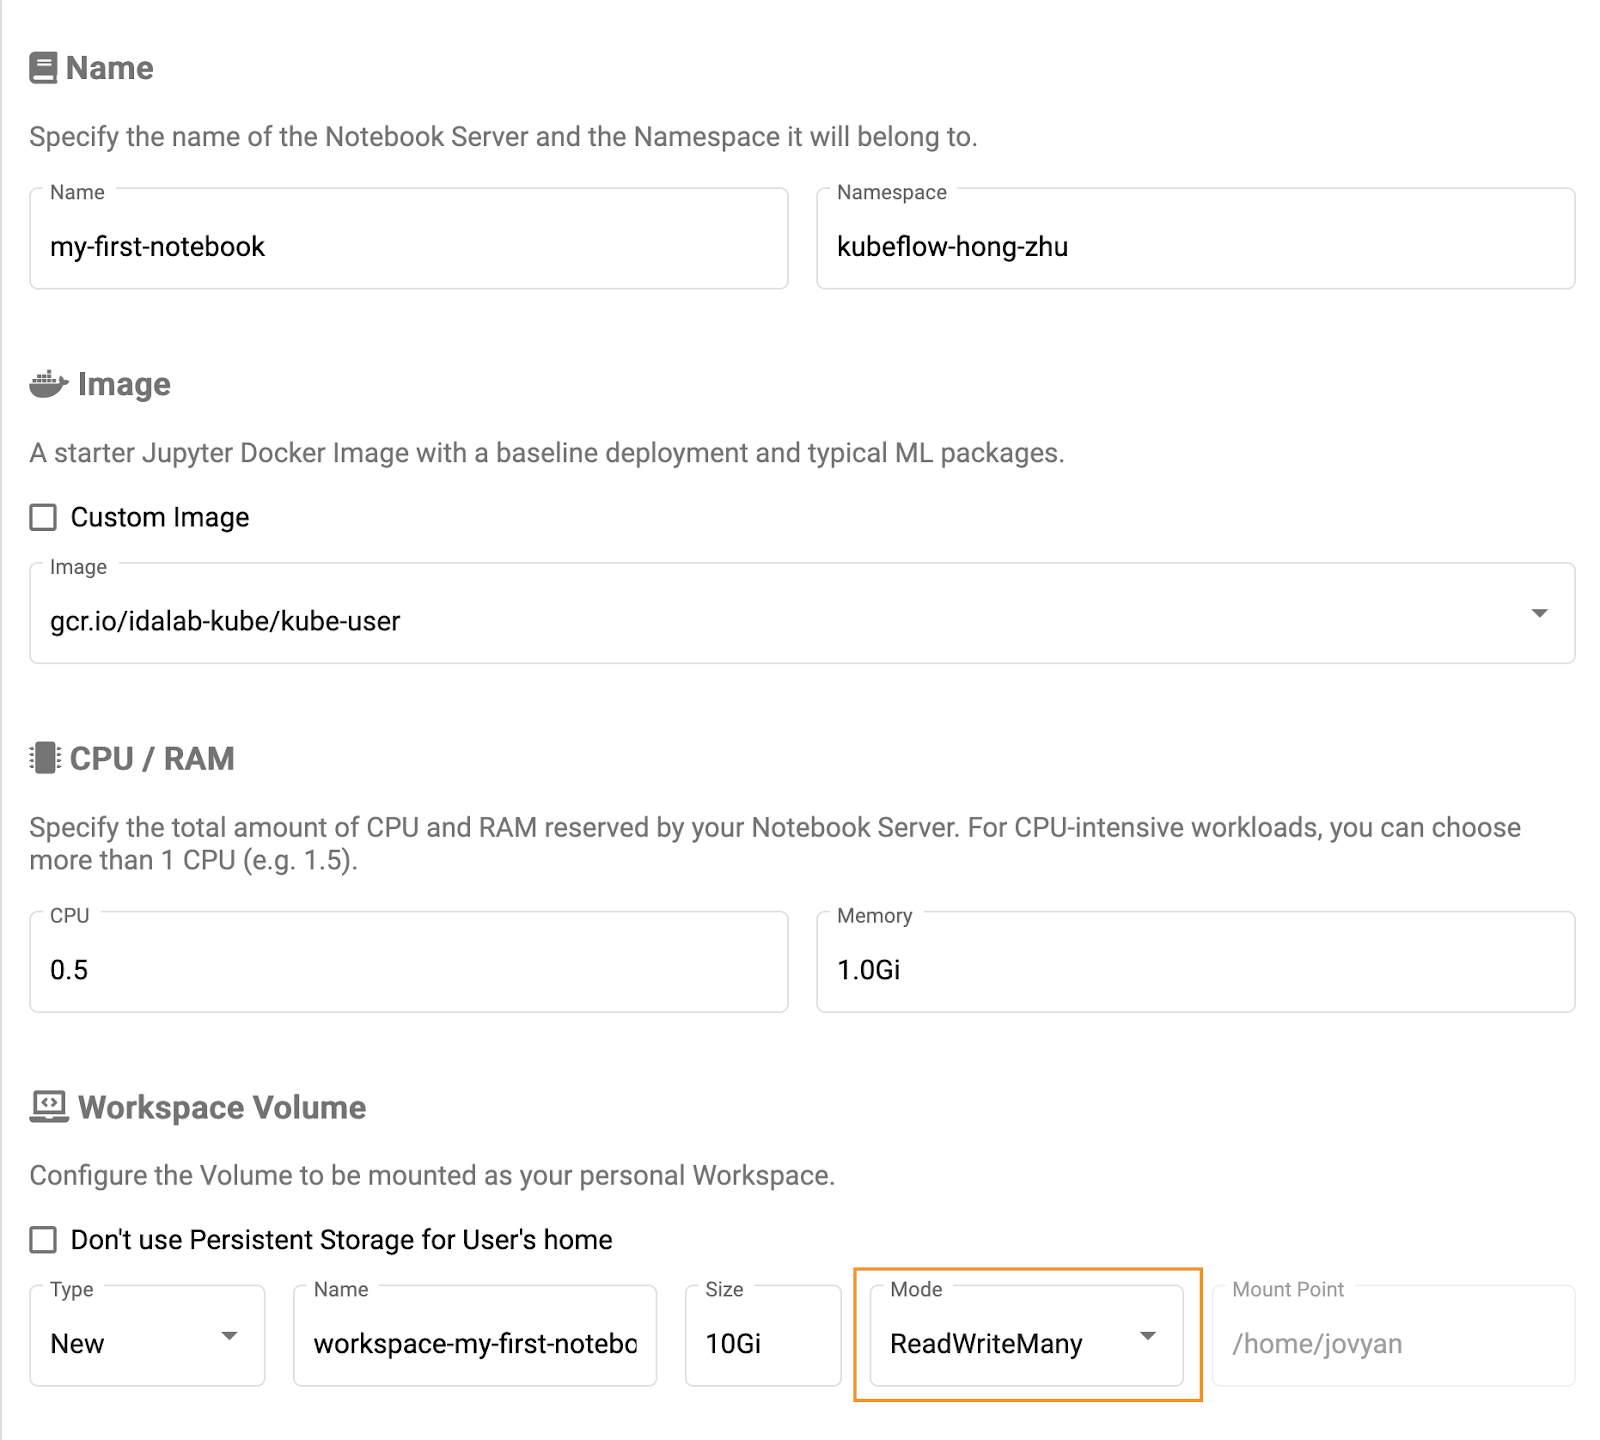 Name
Specify the name of the Notebook Server and the Namespace it will belong to.
Name
my-first-notebook
Namespace
kubeflow-hong-zhu
Image
A starter Jupyter Docker Image with a baseline deployment and typical ML packages.
Custom Image
Image
gcr.io/idalab-kube/kube-user
CPU / RAM
Specify the total amount of CPU and RAM reserved by your Notebook Server. For CPU-intensive workloads, you can choose
more than 1 CPU (e.g. 1.5).
CPU
0.5
Memory
1.0Gi
Workspace Volume
Configure the Volume to be mounted as your personal Workspace.
Don't use Persistent Storage for User's home
Type
New
Name
workspace-my-first-notebo
Size
10Gi
Mode
ReadWriteMany
Mount Point
/home/jovyan